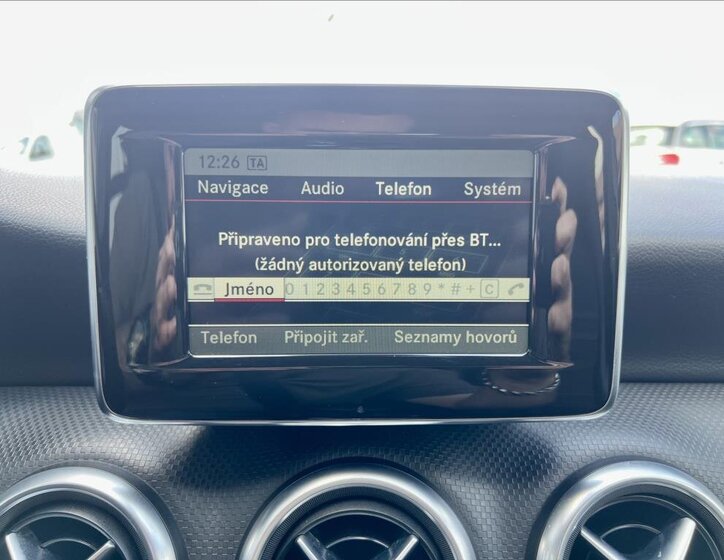 12:26 TA
Navigace Audio Telefon Systém
Připraveno pro telefonování přes BT...
(žádný autorizovaný telefon)
Jméno 0 1 2 3 4 5 6 7 8 9 * # + C
Telefon Připojit zař. Seznamy hovorů